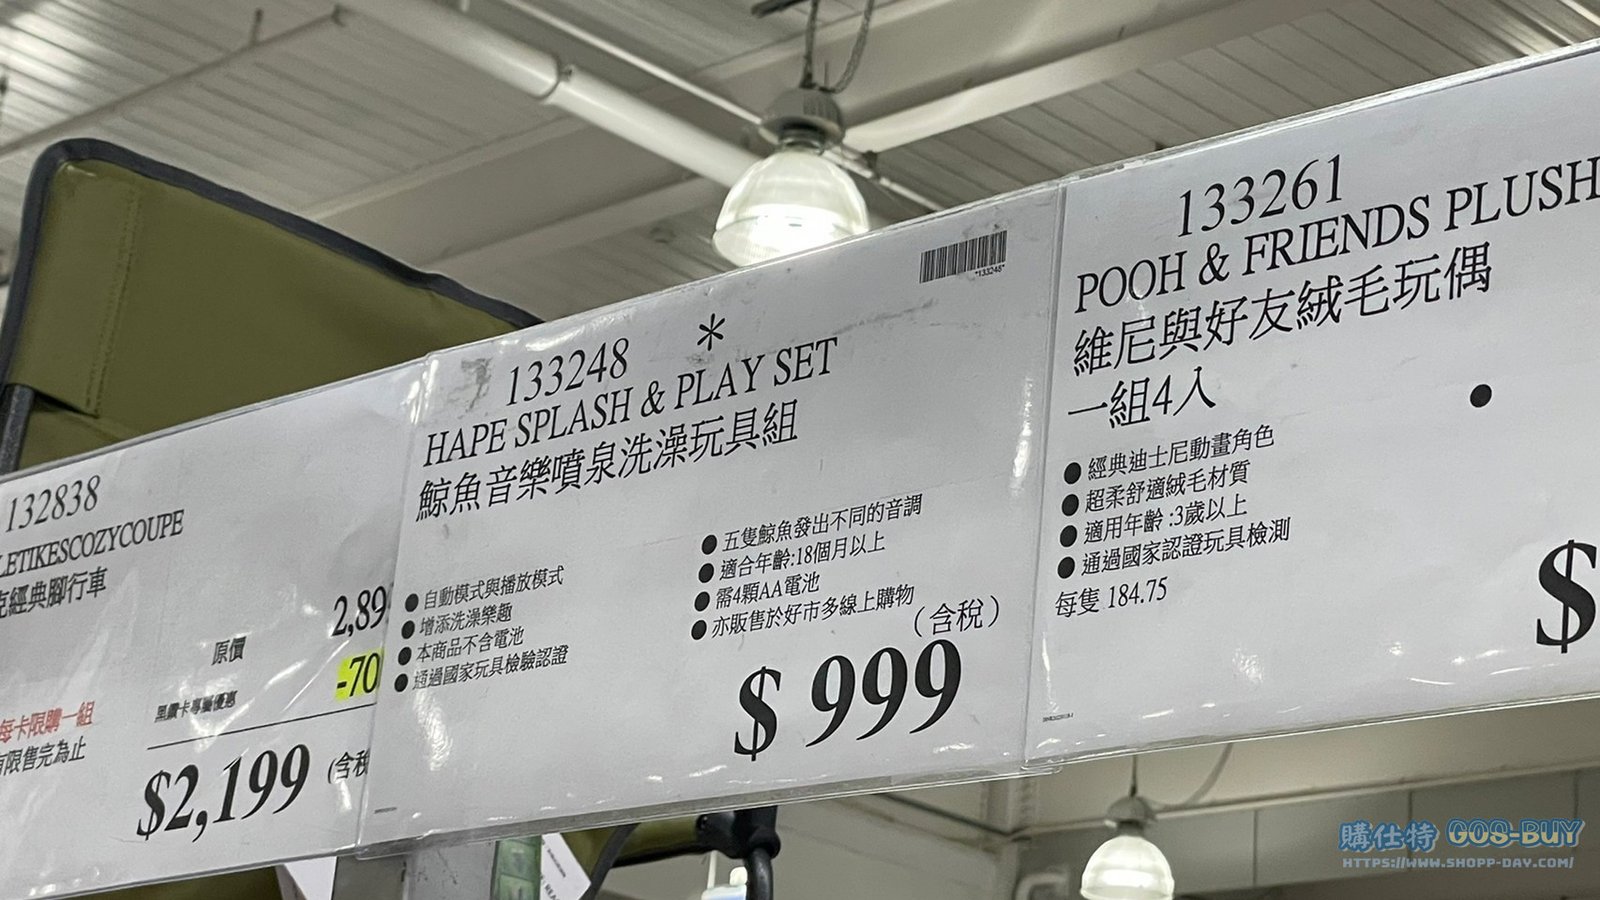 132838
LETIKESCOZYCOUPE
克經典腳行車
原價
2,89
-70
黑鑽卡專屬優惠
每卡限購一組
有限售完為止
$2,199 (含稅
*133248*
133248 *
HAPE SPLASH & PLAY SET
鯨魚音樂噴泉洗澡玩具組
●自動模式與播放模式
●增添洗澡樂趣
●本商品不含電池
●通過國家玩具檢驗認證
●五隻鯨魚發出不同的音調
●適合年齡:18個月以上
●需4顆AA電池
●亦販售於好市多線上購物
(含稅)
$ 999
133261
POOH & FRIENDS PLUSH
維尼與好友絨毛玩偶
一組4入
●經典迪士尼動畫角色
●超柔舒適絨毛材質
●適用年齡:3歲以上
●通過國家認證玩具檢測
每隻 184.75
$
購仕特 GOS-BUY
HTTPS://WWW.SHOPP-DAY.COM/